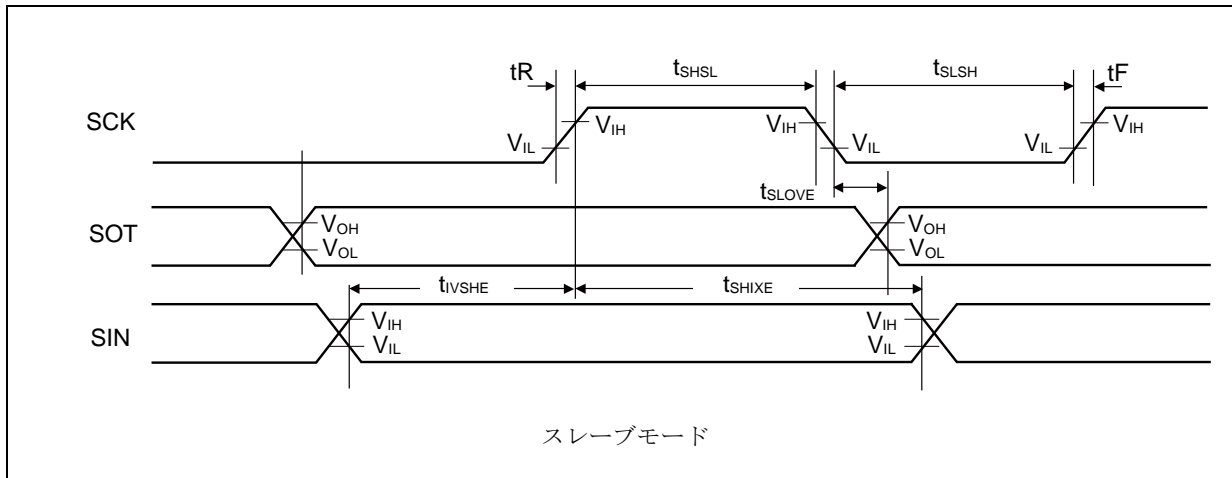 tR tSHSL tSLSH tF
SCK VIH VIH VIH
VIL VIL VIL
tSLOVE
SOT VOH VOH
VOL VOL
tIVSHE tSHIXE
SIN VIH VIH
VIL VIL
スレーブモード